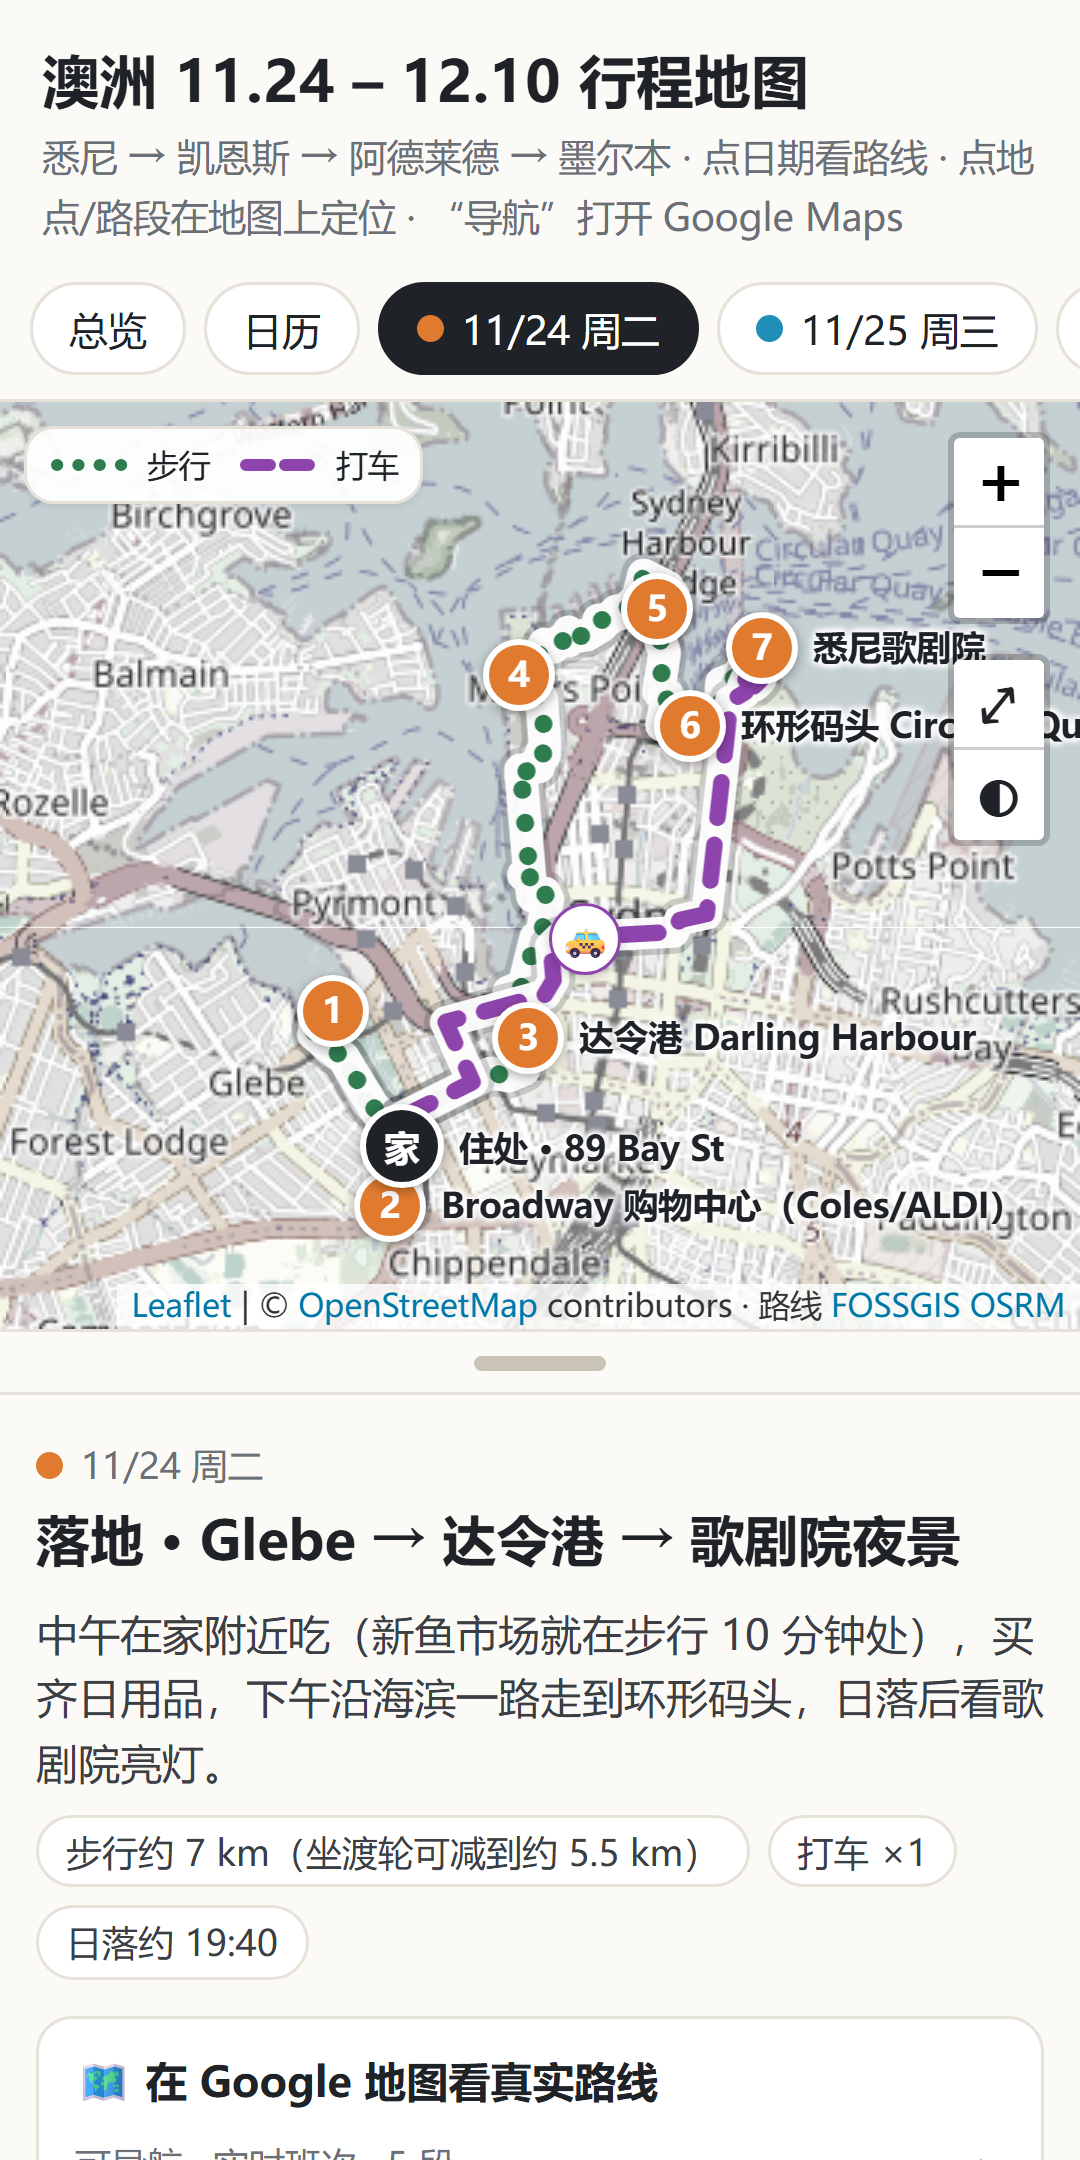 澳洲 11.24 – 12.10 行程地图
悉尼 → 凯恩斯 → 阿德莱德 → 墨尔本 · 点日期看路线 · 点地
点/路段在地图上定位 · “导航”打开 Google Maps
总览
日历
11/24 周二
11/25 周三
步行
打车
Kirribilli
Birchgrove
Sydney
Harbour
Circular Quay
Circular Quay
5
7 悉尼歌剧院
4
Balmain
6 环形码头
Rozelle
Potts Point
Pyrmont
1
Rushcutters
Bay
3 达令港 Darling Harbour
Glebe
Forest Lodge
家 住处 · 89 Bay St
2 Broadway 购物中心（Coles/ALDI）
Chippendale
Leaflet | © OpenStreetMap contributors · 路线 FOSSGIS OSRM
11/24 周二
落地 · Glebe → 达令港 → 歌剧院夜景
中午在家附近吃（新鱼市场就在步行 10 分钟处），买
齐日用品，下午沿海滨一路走到环形码头，日落后看歌
剧院亮灯。
步行约 7 km（坐渡轮可减到约 5.5 km）
打车 ×1
日落约 19:40
在 Google 地图看真实路线